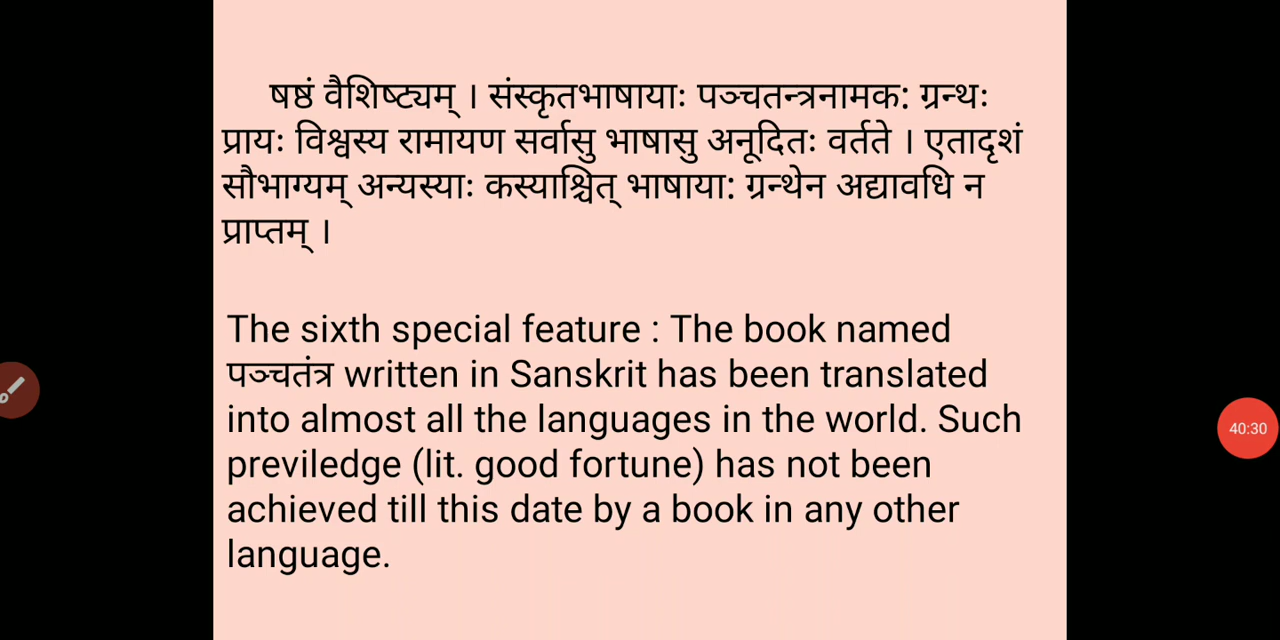 षष्ठं वैशिष्ट्यम् । संस्कृतभाषायाः पञ्चतन्त्रनामक: ग्रन्थः
प्रायः विश्वस्य रामायण सर्वासु भाषासु अनूदितः वर्तते । एतादृशं
सौभाग्यम् अन्यस्याः कस्याश्चित् भाषाया: ग्रन्थेन अद्यावधि न
प्राप्तम् ।
The sixth special feature : The book named
पञ्चतंत्र written in Sanskrit has been translated
into almost all the languages in the world. Such
previledge (lit. good fortune) has not been
achieved till this date by a book in any other
language.
40:30